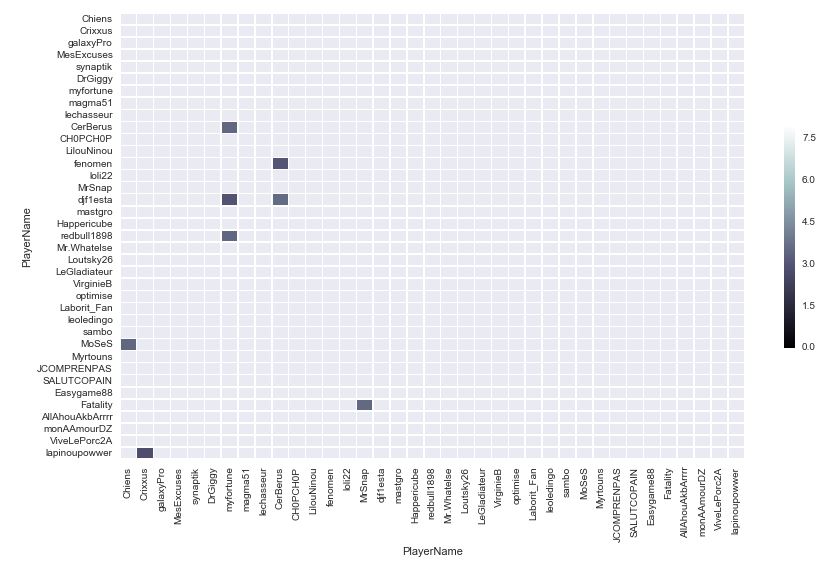 Chiens
Crixxus
galaxyPro
MesExcuses
synaptik
DrGiggy
myfortune
magma51
lechasseur
CerBerus
CH0PCH0P
LilouNinou
fenomen
loli22
MrSnap
djf1esta
mastgro
Happericube
redbull1898
Mr.Whatelse
Loutsky26
LeGladiateur
VirginieB
optimise
Laborit_Fan
leoledingo
sambo
MoSeS
Myrtouns
JCOMPRENPAS
SALUTCOPAIN
Easygame88
Fatality
AllAhouAkbArrrr
monAAmourDZ
ViveLePorc2A
lapinoupowwer
PlayerName
Chiens
Crixxus
galaxyPro
MesExcuses
synaptik
DrGiggy
myfortune
magma51
lechasseur
CerBerus
CH0PCH0P
LilouNinou
fenomen
loli22
MrSnap
djf1esta
mastgro
Happericube
redbull1898
Mr.Whatelse
Loutsky26
LeGladiateur
VirginieB
optimise
Laborit_Fan
leoledingo
sambo
MoSeS
Myrtouns
JCOMPRENPAS
SALUTCOPAIN
Easygame88
Fatality
AllAhouAkbArrrr
monAAmourDZ
ViveLePorc2A
lapinoupowwer
PlayerName
7.5
6.0
4.5
3.0
1.5
0.0